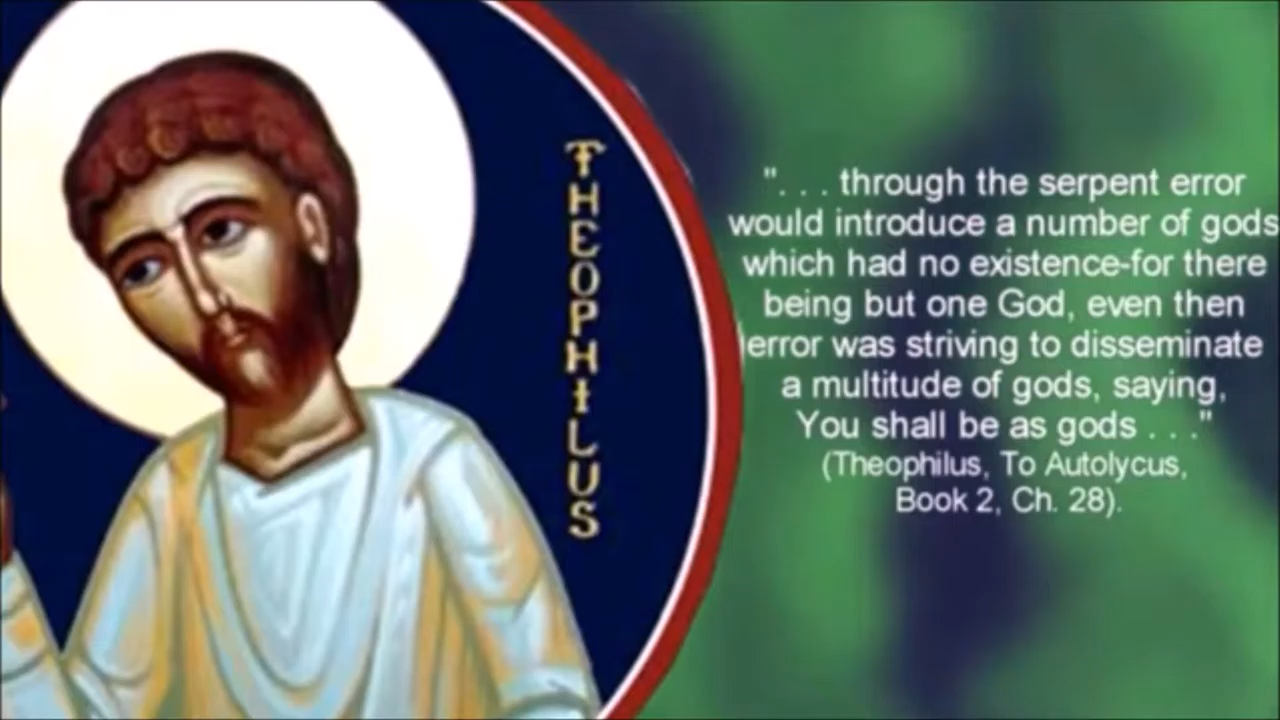 THEOPHILUS
". . . through the serpent error
would introduce a number of gods
which had no existence-for there
being but one God, even then
error was striving to disseminate
a multitude of gods, saying,
You shall be as gods . . ."
(Theophilus, To Autolycus,
Book 2, Ch. 28).